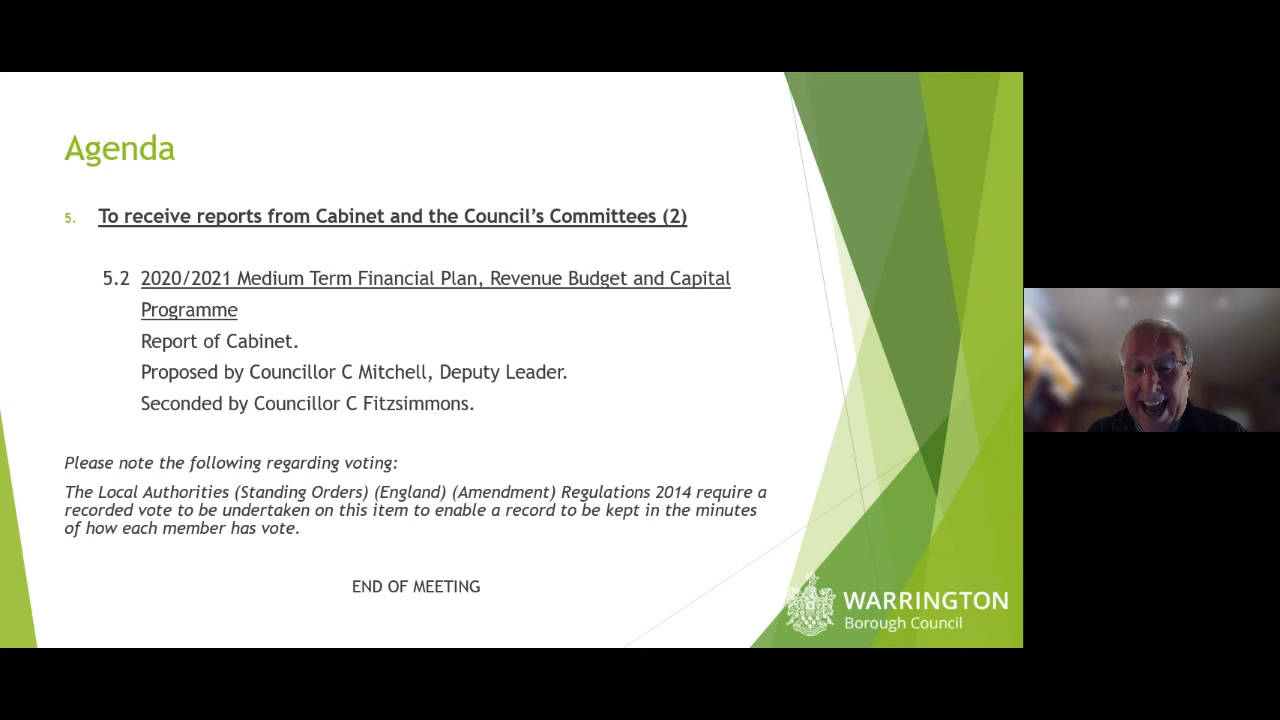 Agenda
5. To receive reports from Cabinet and the Council's Committees (2)
5.2 2020/2021 Medium Term Financial Plan, Revenue Budget and Capital
Programme
Report of Cabinet.
Proposed by Councillor C Mitchell, Deputy Leader.
Seconded by Councillor C Fitzsimmons.
Please note the following regarding voting:
The Local Authorities (Standing Orders) (England) (Amendment) Regulations 2014 require a
recorded vote to be undertaken on this item to enable a record to be kept in the minutes
of how each member has vote.
END OF MEETING
WARRINGTON
Borough Council